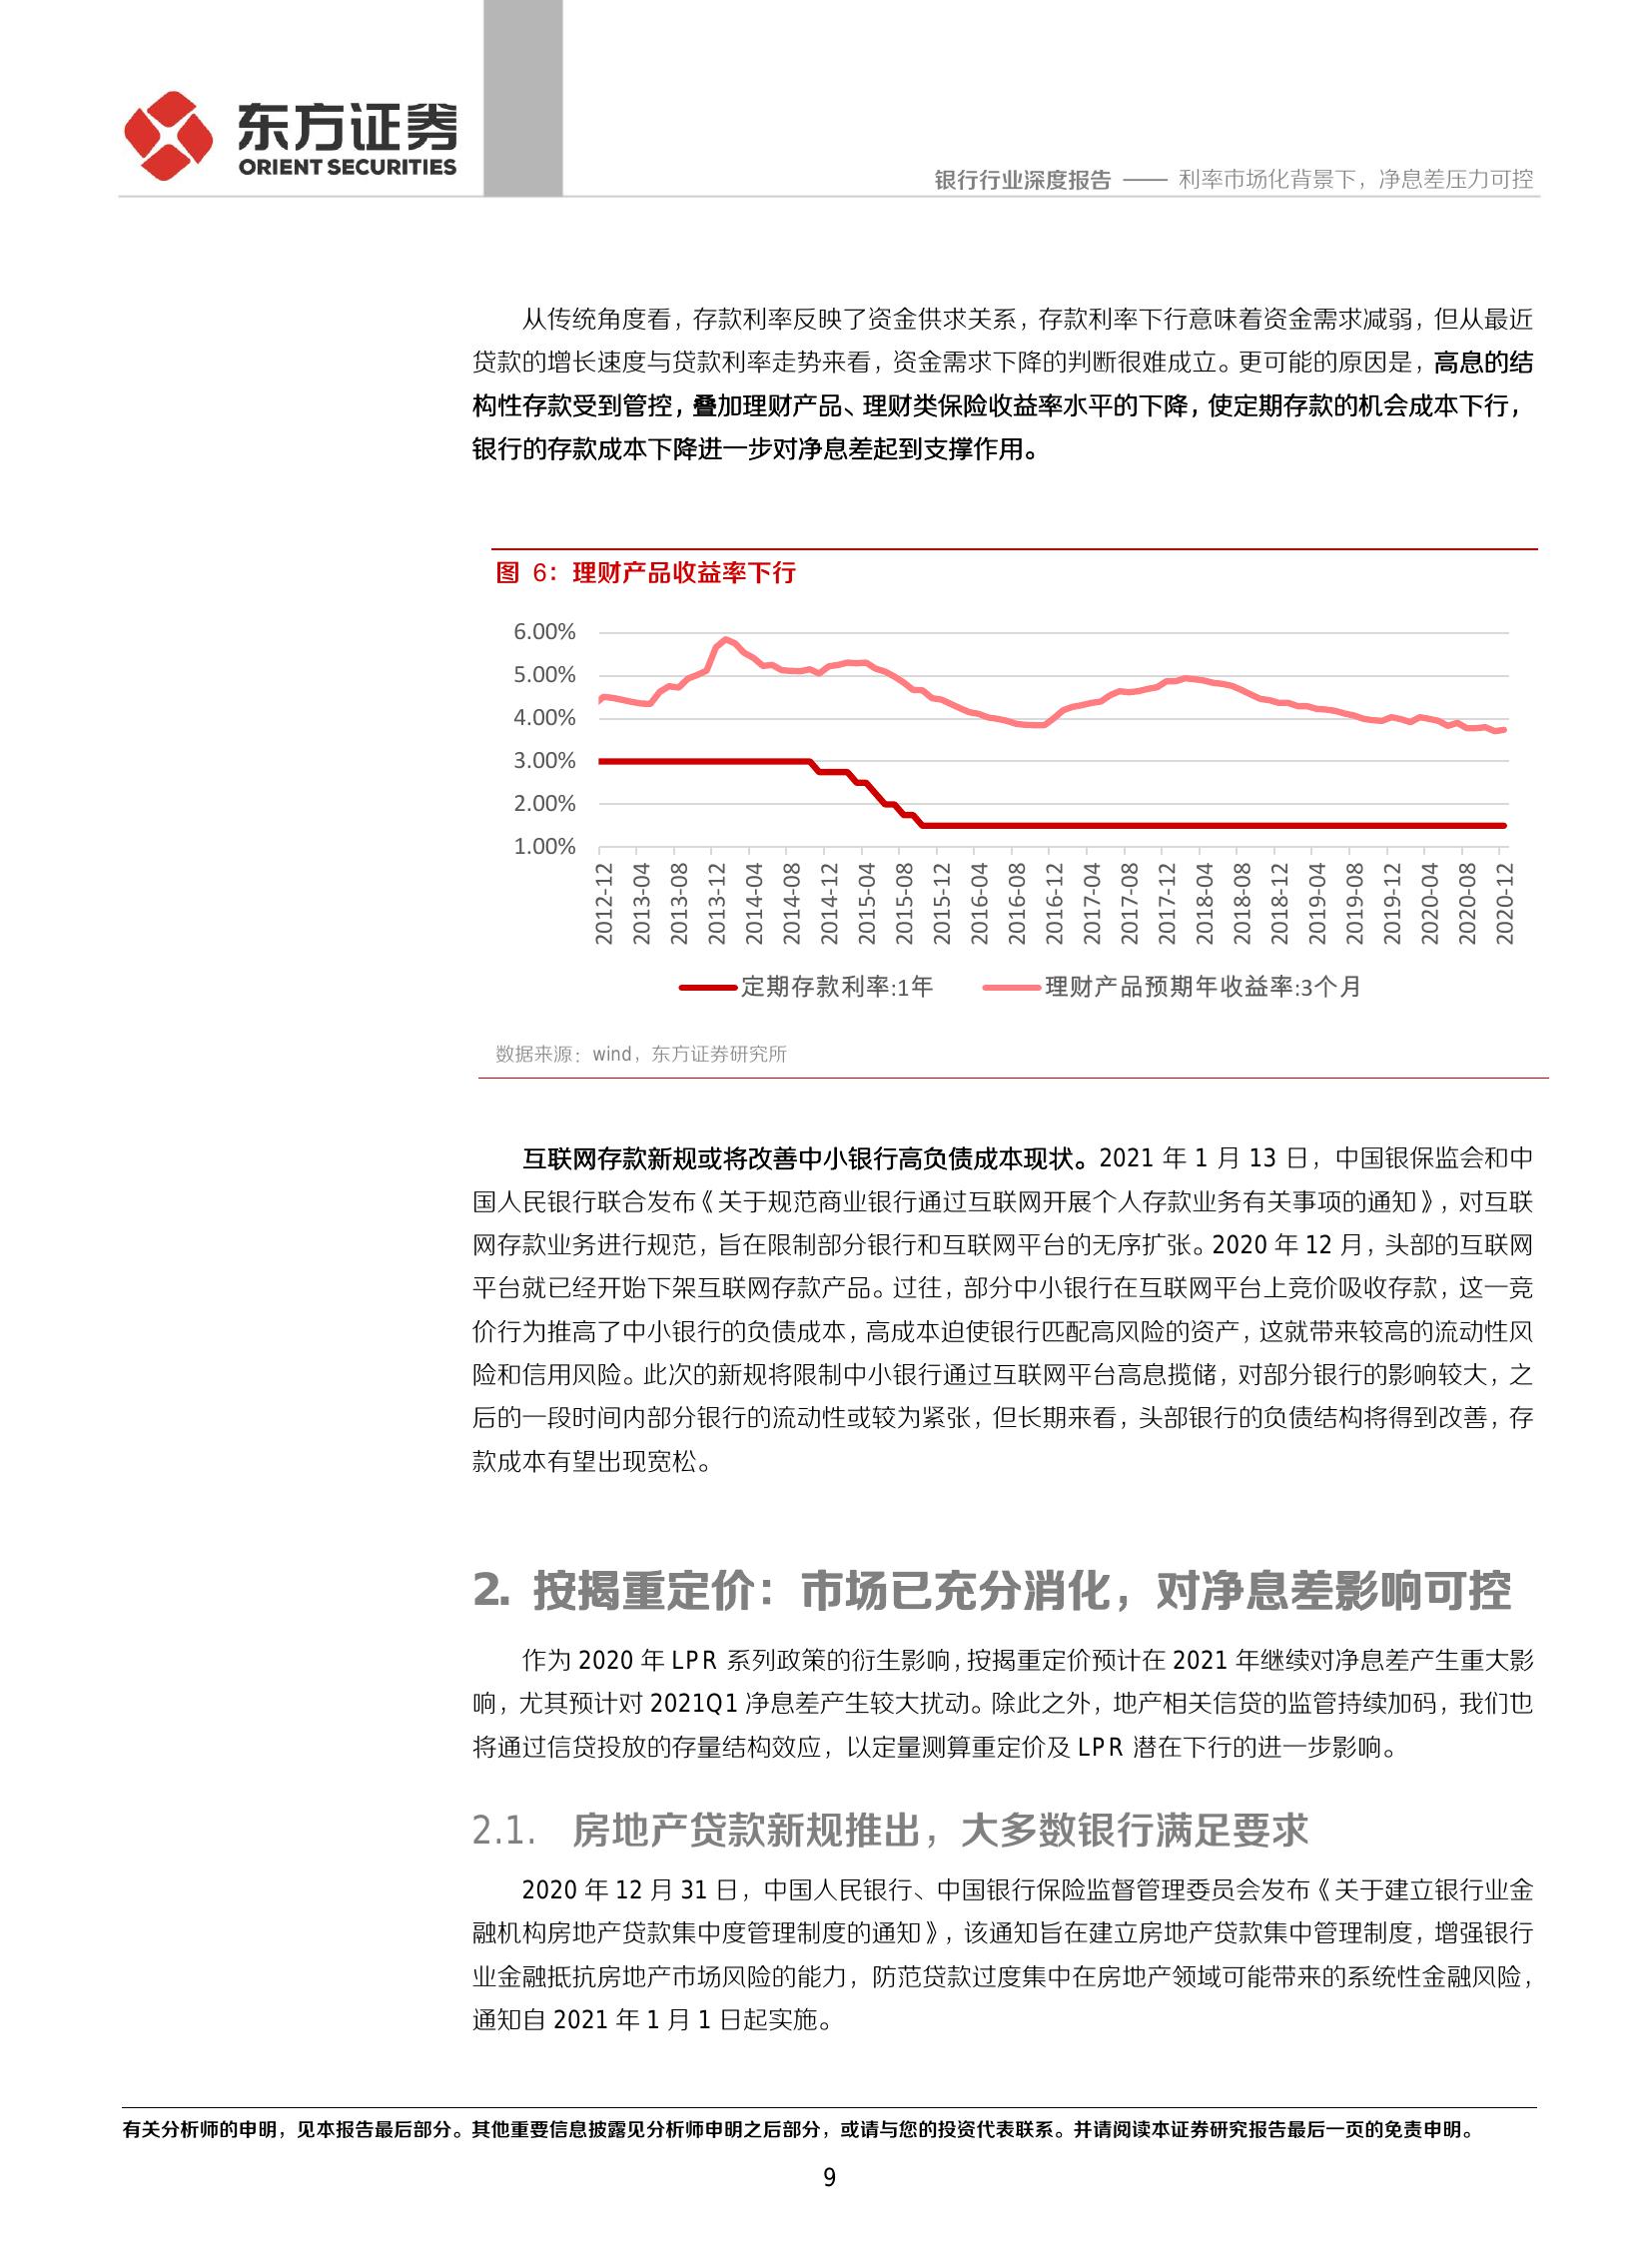 东方证券
ORIENT SECURITIES
银行行业深度报告 —— 利率市场化背景下，净息差压力可控
从传统角度看，存款利率反映了资金供求关系，存款利率下行意味着资金需求减弱，但从最近
贷款的增长速度与贷款利率走势来看，资金需求下降的判断很难成立。更可能的原因是，高息的结
构性存款受到管控，叠加理财产品、理财类保险收益率水平的下降，使定期存款的机会成本下行，
银行的存款成本下降进一步对净息差起到支撑作用。
图 6：理财产品收益率下行
6.00%
5.00%
4.00%
3.00%
2.00%
1.00%
2012-12
2013-04
2013-08
2013-12
2014-04
2014-08
2014-12
2015-04
2015-08
2015-12
2016-04
2016-08
2016-12
2017-04
2017-08
2017-12
2018-04
2018-08
2018-12
2019-04
2019-08
2019-12
2020-04
2020-08
2020-12
定期存款利率:1年 理财产品预期年收益率:3个月
数据来源：wind，东方证券研究所
互联网存款新规或将改善中小银行高负债成本现状。2021 年 1 月 13 日，中国银保监会和中
国人民银行联合发布《关于规范商业银行通过互联网开展个人存款业务有关事项的通知》，对互联
网存款业务进行规范，旨在限制部分银行和互联网平台的无序扩张。2020 年 12 月，头部的互联网
平台就已经开始下架互联网存款产品。过往，部分中小银行在互联网平台上竞价吸收存款，这一竞
价行为推高了中小银行的负债成本，高成本迫使银行匹配高风险的资产，这就带来较高的流动性风
险和信用风险。此次的新规将限制中小银行通过互联网平台高息揽储，对部分银行的影响较大，之
后的一段时间内部分银行的流动性或较为紧张，但长期来看，头部银行的负债结构将得到改善，存
款成本有望出现宽松。
2. 按揭重定价：市场已充分消化，对净息差影响可控
作为 2020 年 LPR 系列政策的衍生影响，按揭重定价预计在 2021 年继续对净息差产生重大影
响，尤其预计对 2021Q1 净息差产生较大扰动。除此之外，地产相关信贷的监管持续加码，我们也
将通过信贷投放的存量结构效应，以定量测算重定价及 LPR 潜在下行的进一步影响。
2.1. 房地产贷款新规推出，大多数银行满足要求
2020 年 12 月 31 日，中国人民银行、中国银行保险监督管理委员会发布《关于建立银行业金
融机构房地产贷款集中度管理制度的通知》，该通知旨在建立房地产贷款集中管理制度，增强银行
业金融抵抗房地产市场风险的能力，防范贷款过度集中在房地产领域可能带来的系统性金融风险，
通知自 2021 年 1 月 1 日起实施。
有关分析师的申明，见本报告最后部分。其他重要信息披露见分析师申明之后部分，或请与您的投资代表联系。并请阅读本证券研究报告最后一页的免责申明。
9